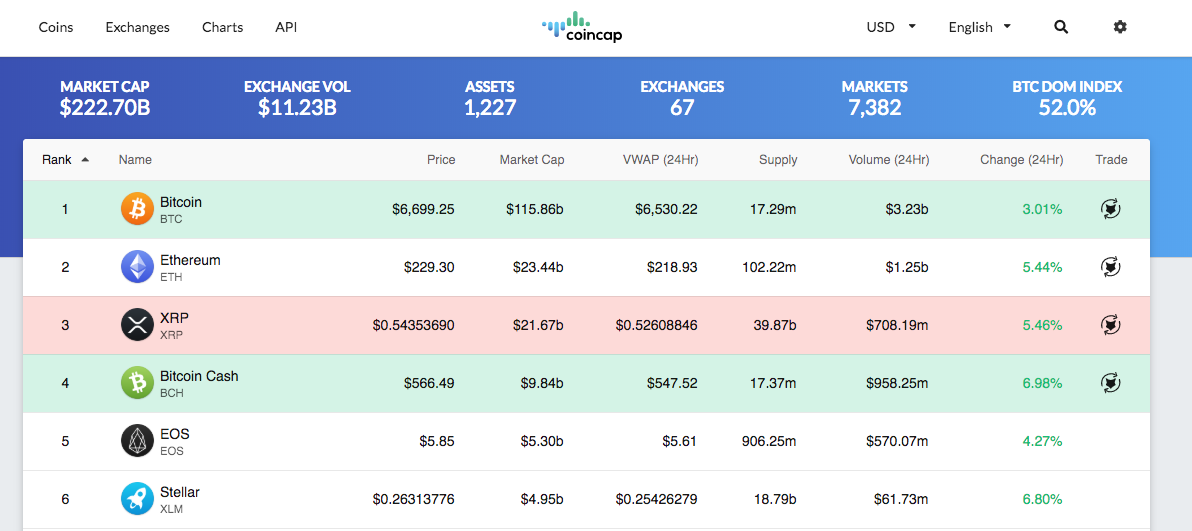 Coins Exchanges Charts API coincap USD English
MARKET CAP EXCHANGE VOL ASSETS EXCHANGES MARKETS BTC DOM INDEX
$222.70B $11.23B 1,227 67 7,382 52.0%
Rank Name Price Market Cap VWAP (24Hr) Supply Volume (24Hr) Change (24Hr) Trade
1 Bitcoin $6,699.25 $115.86b $6,530.22 17.29m $3.23b 3.01%
BTC
2 Ethereum $229.30 $23.44b $218.93 102.22m $1.25b 5.44%
ETH
3 XRP $0.54353690 $21.67b $0.52608846 39.87b $708.19m 5.46%
XRP
4 Bitcoin Cash $566.49 $9.84b $547.52 17.37m $958.25m 6.98%
BCH
5 EOS $5.85 $5.30b $5.61 906.25m $570.07m 4.27%
EOS
6 Stellar $0.26313776 $4.95b $0.25426279 18.79b $61.73m 6.80%
XLM